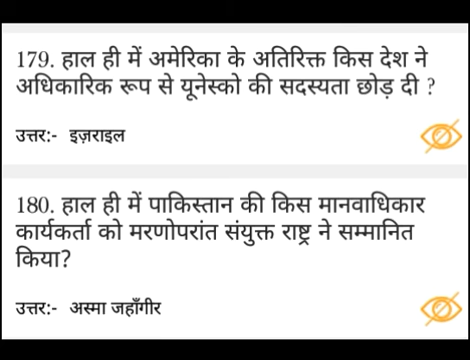 179. हाल ही में अमेरिका के अतिरिक्त किस देश ने
अधिकारिक रूप से यूनेस्को की सदस्यता छोड़ दी ?
उत्तर:- इज़राइल
180. हाल ही में पाकिस्तान की किस मानवाधिकार
कार्यकर्ता को मरणोपरांत संयुक्त राष्ट्र ने सम्मानित
किया?
उत्तर:- अस्मा जहाँगीर